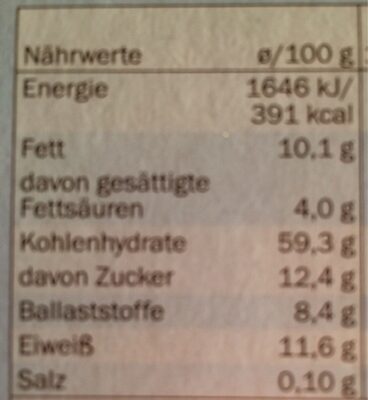 Nährwerte ø/100 g
Energie 1646 kJ/
391 kcal
Fett 10,1 g
davon gesättigte
Fettsäuren 4,0 g
Kohlenhydrate 59,3 g
davon Zucker 12,4 g
Ballaststoffe 8,4 g
Eiweiß 11,6 g
Salz 0,10 g